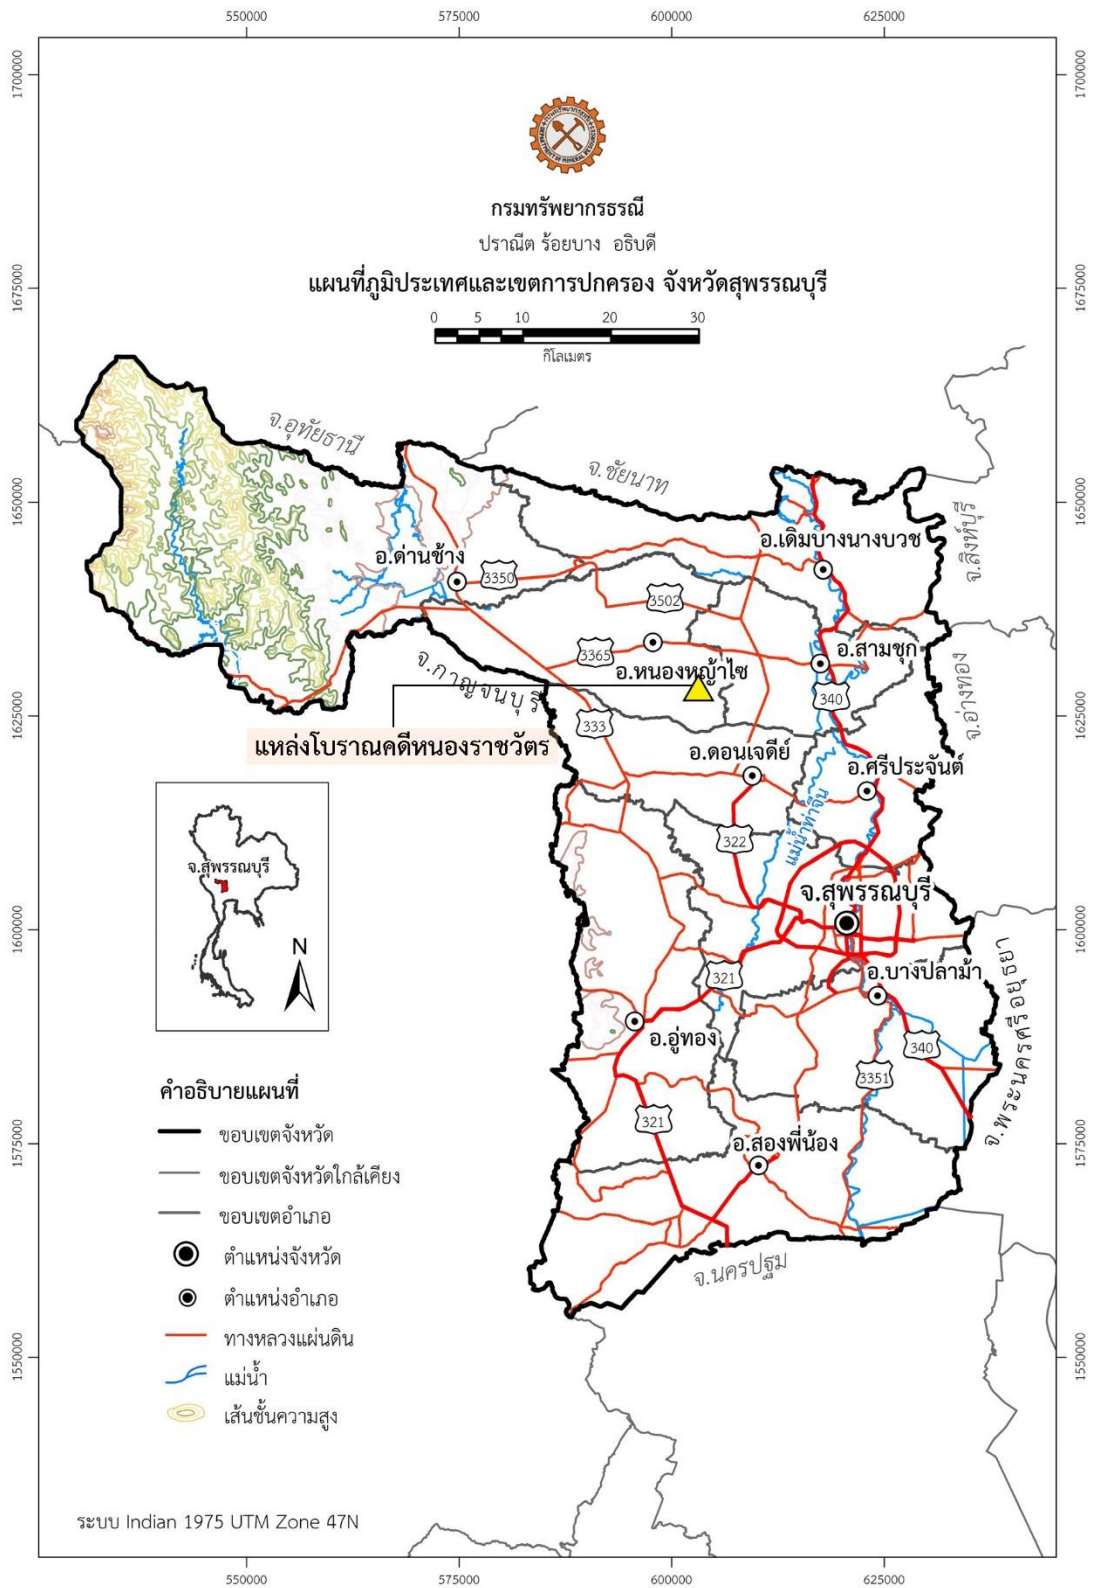 550000
575000
600000
625000
1700000
1700000
DEPARTMENT OF MINERAL RESOURCES
กรมทรัพยากรธรณี
ปราณีต ร้อยบาง อธิบดี
แผนที่ภูมิประเทศและเขตการปกครอง จังหวัดสุพรรณบุรี
1675000
1675000
0 5 10 20 30
กิโลเมตร
จ.อุทัยธานี
จ.ชัยนาท
1650000
1650000
จ.สิงห์บุรี
อ.เดิมบางนางบวช
อ.ด่านช้าง
3350
3502
3365
อ.หนองหญ้าไซ
อ.สามชุก
จ.กาญจนบุรี
340
จ.อ่างทอง
1625000
1625000
333
แหล่งโบราณคดีหนองราชวัตร
อ.ดอนเจดีย์
อ.ศรีประจันต์
แม่น้ำท่าจีน
322
จ.สุพรรณบุรี
จ.สุพรรณบุรี
N
1600000
1600000
321
อ.บางปลาม้า
จ.พระนครศรีอยุธยา
อ.อู่ทอง
340
3351
คำอธิบายแผนที่
321
ขอบเขตจังหวัด
อ.สองพี่น้อง
1575000
1575000
ขอบเขตจังหวัดใกล้เคียง
ขอบเขตอำเภอ
ตำแหน่งจังหวัด
จ.นครปฐม
ตำแหน่งอำเภอ
ทางหลวงแผ่นดิน
1550000
1550000
แม่น้ำ
เส้นชั้นความสูง
ระบบ Indian 1975 UTM Zone 47N
550000
575000
600000
625000